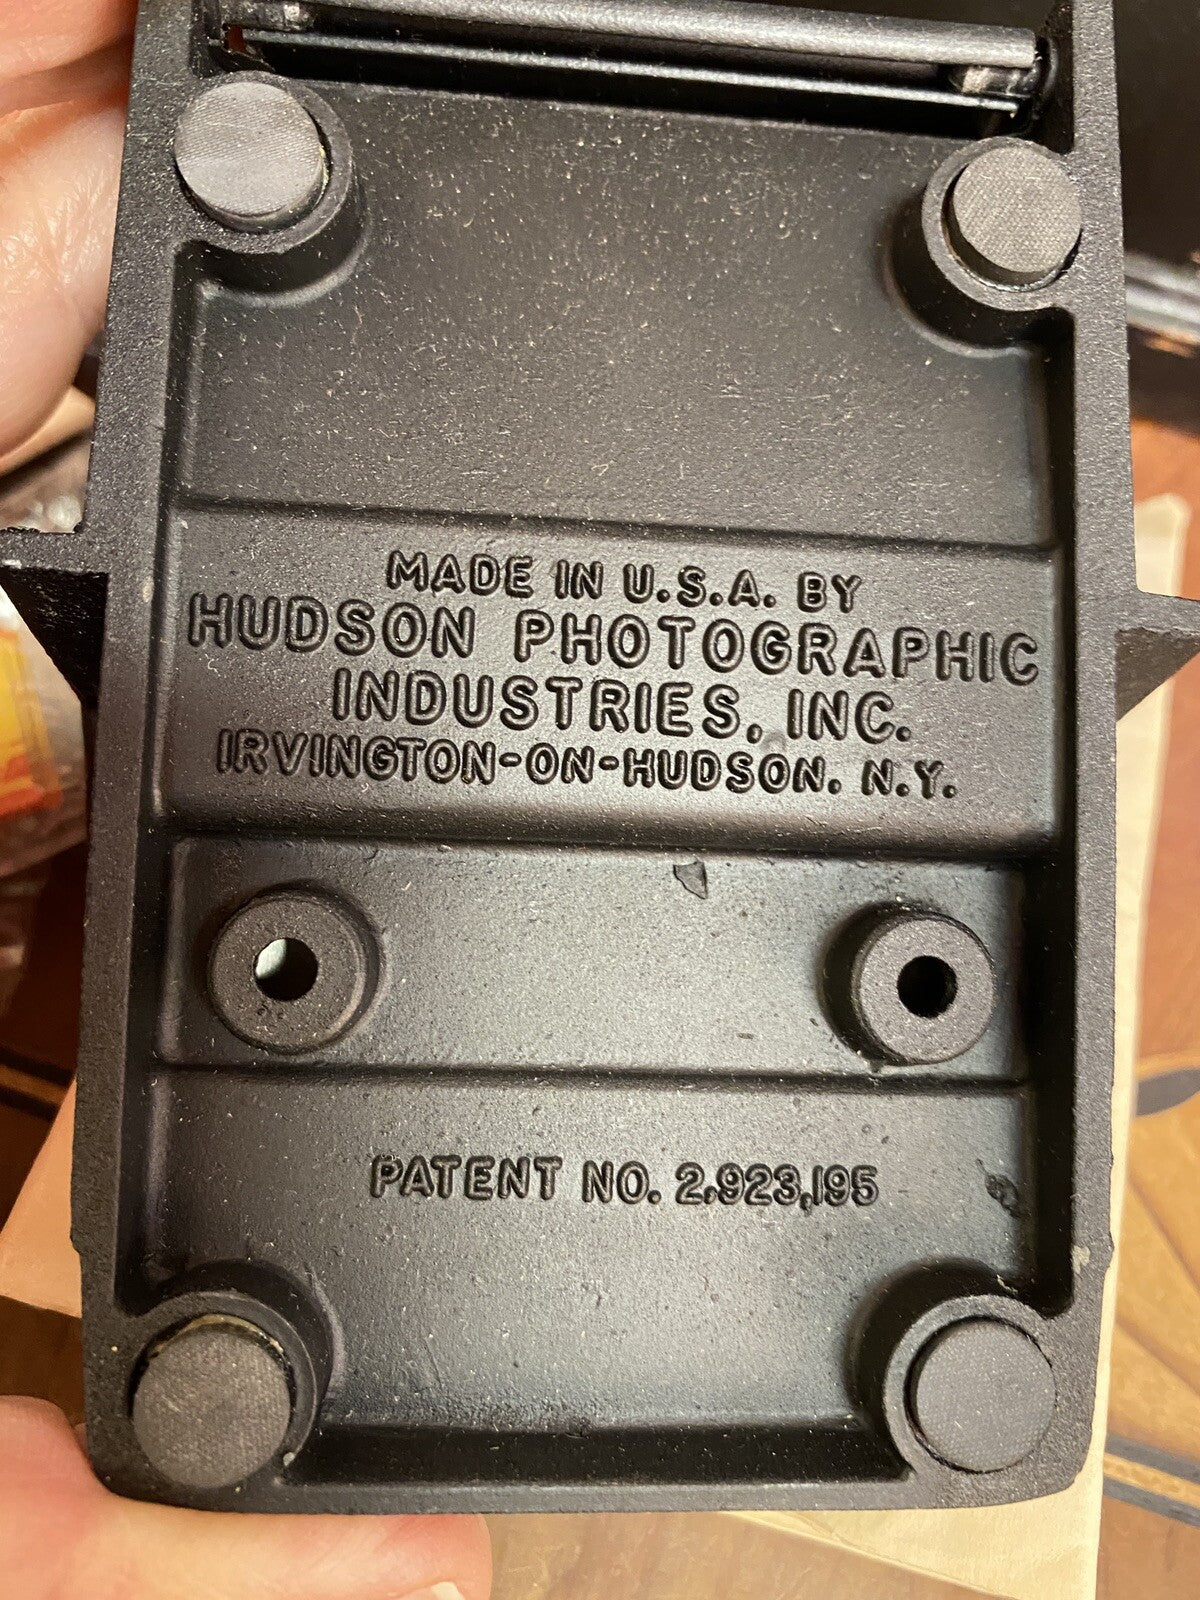 MADE IN U.S.A. BY
HUDSON PHOTOGRAPHIC
INDUSTRIES, INC.
IRVINGTON-ON-HUDSON. N.Y.
PATENT NO. 2,923,195